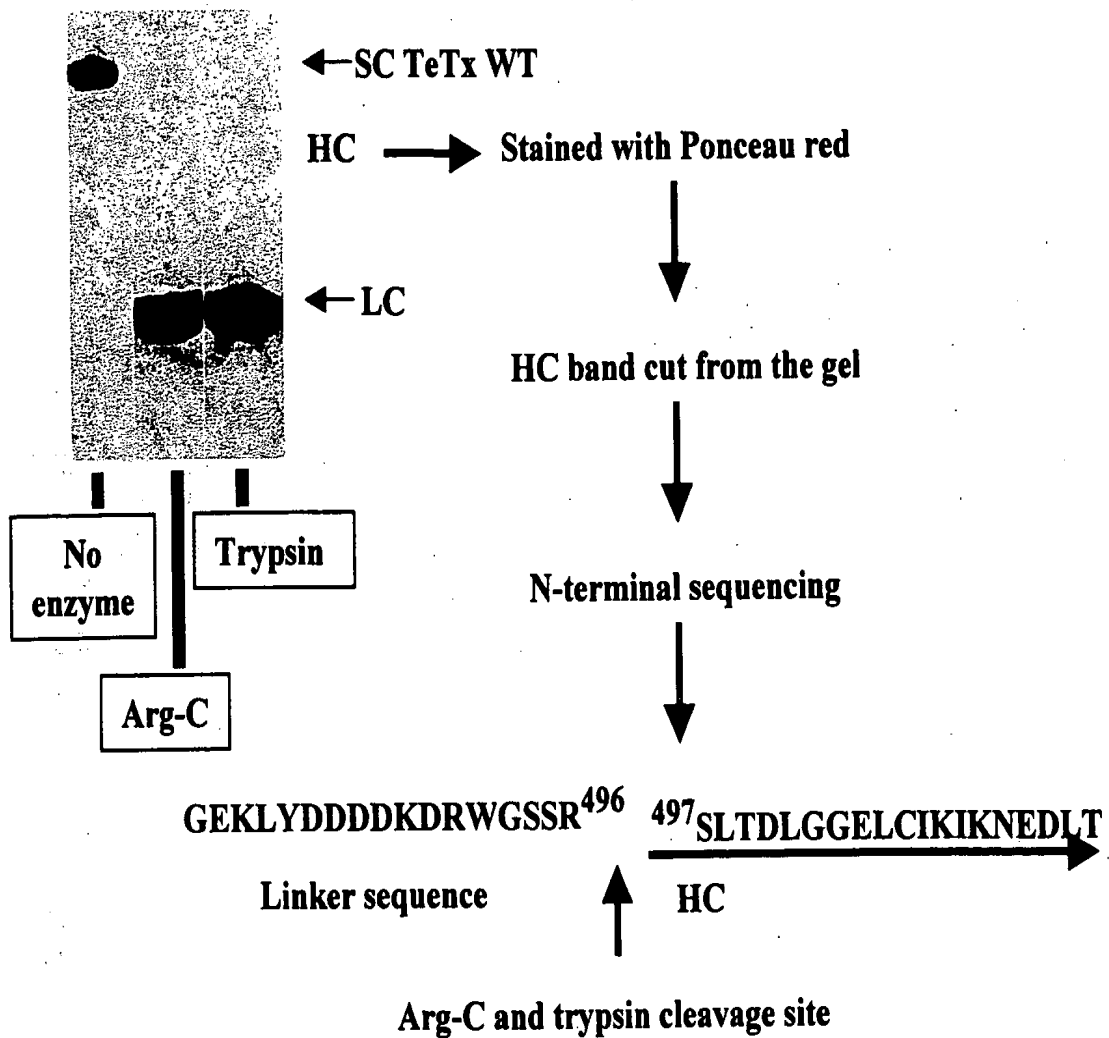 SC TeTx WT
HC
Stained with Ponceau red
LC
HC band cut from the gel
No
enzyme
Trypsin
N-terminal sequencing
Arg-C
GEKLYDDDDKDRWGSSR496 497SLTDLGGELCIKIKNEDLT
Linker sequence
HC
Arg-C and trypsin cleavage site